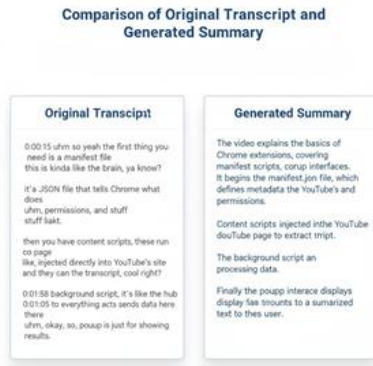 Comparison of Original Transcript and
Generated Summary
Original Transcipt
0:00:15 uhm so yeah the first thing you
need is a manifest file
this is kinda like the brain, ya know?
it'a JSON file that tells Chrome what
does
uhm, permissions, and stuff
stuff liakt.
then you have content scripts, these run
co page
like, injected directly into YouTube's site
and they can the transcript, cool right?
0:01:58 background script, it's like the hub
0:01:05 to everything acts sends data here
there
uhm, okay, so, pouup is just for showing
results.
Generated Summary
The video explains the basics of
Chrome extensions, covering
manifest scripts, corup interfaces.
It begins the manifest.jon file, which
defines metadata the YouTube's and
permissions.
Content scripts injected inthe YouTube
douTube page to extract tript.
The background script an
processing data.
Finally the poupp interace displays
display tmounts to a sumarized
text to thes user.